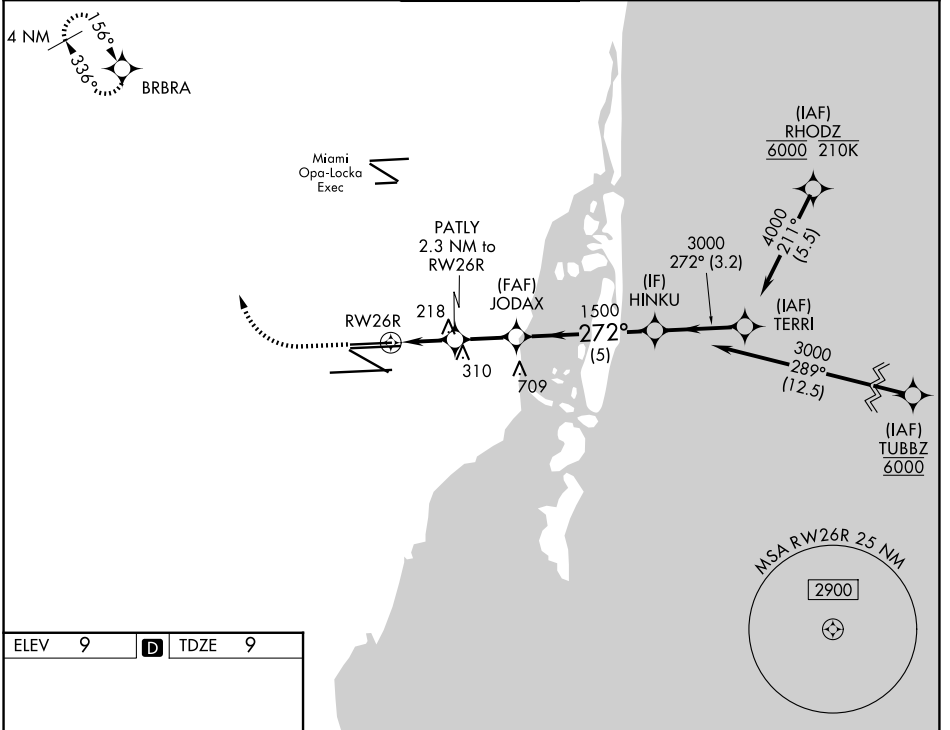 4 NM
156°
336°
BRBRA
Miami
Opa-Locka
Exec
(IAF)
RHODZ
6000 210K
4000
211°
(5.5)
PATLY
2.3 NM to
RW26R
3000
272° (3.2)
(FAF)
JODAX
(IF)
HINKU
(IAF)
TERRI
1500
272°
(5)
RW26R
218
310
709
3000
289°
(12.5)
(IAF)
TUBBZ
6000
MSA RW26R 25 NM
2900
ELEV 9 D TDZE 9